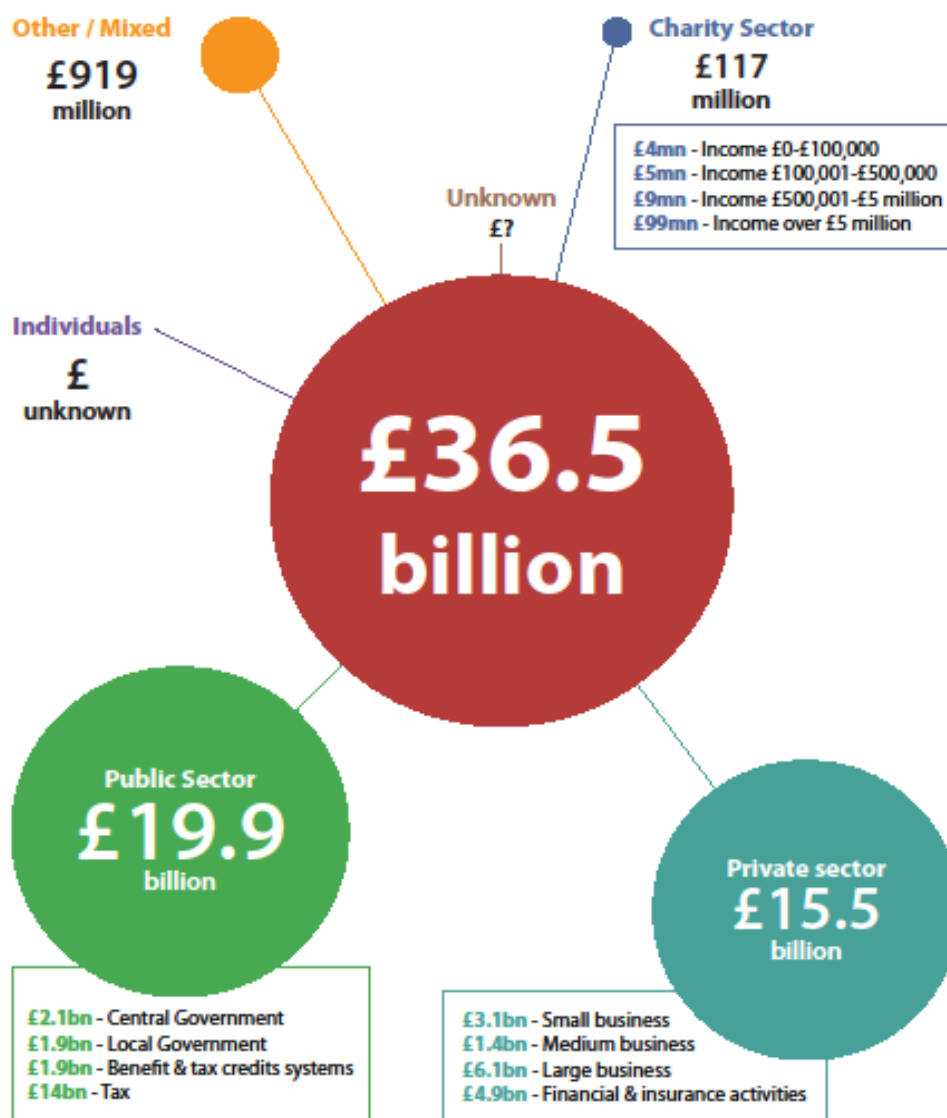 Other / Mixed
£919
million
Charity Sector
£117
million
£4mn - Income £0-£100,000
£5mn - Income £100,001-£500,000
£9mn - Income £500,001-£5 million
£99mn - Income over £5 million
Unknown
£?
Individuals
£
unknown
£36.5
billion
Public Sector
£19.9
billion
£2.1bn - Central Government
£1.9bn - Local Government
£1.9bn - Benefit & tax credits systems
£14bn - Tax
Private sector
£15.5
billion
£3.1bn - Small business
£1.4bn - Medium business
£6.1bn - Large business
£4.9bn - Financial & insurance activities